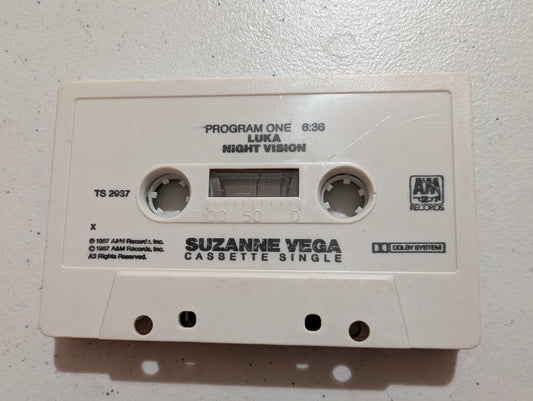 PROGRAM ONE 6:36
LUKA
NIGHT VISION
TS 2937
100 50 0
A&M
RECORDS
X
℗ 1987 A&M Records, Inc.
© 1987 A&M Records, Inc.
All Rights Reserved.
SUZANNE VEGA
CASSETTE SINGLE
DOLBY SYSTEM